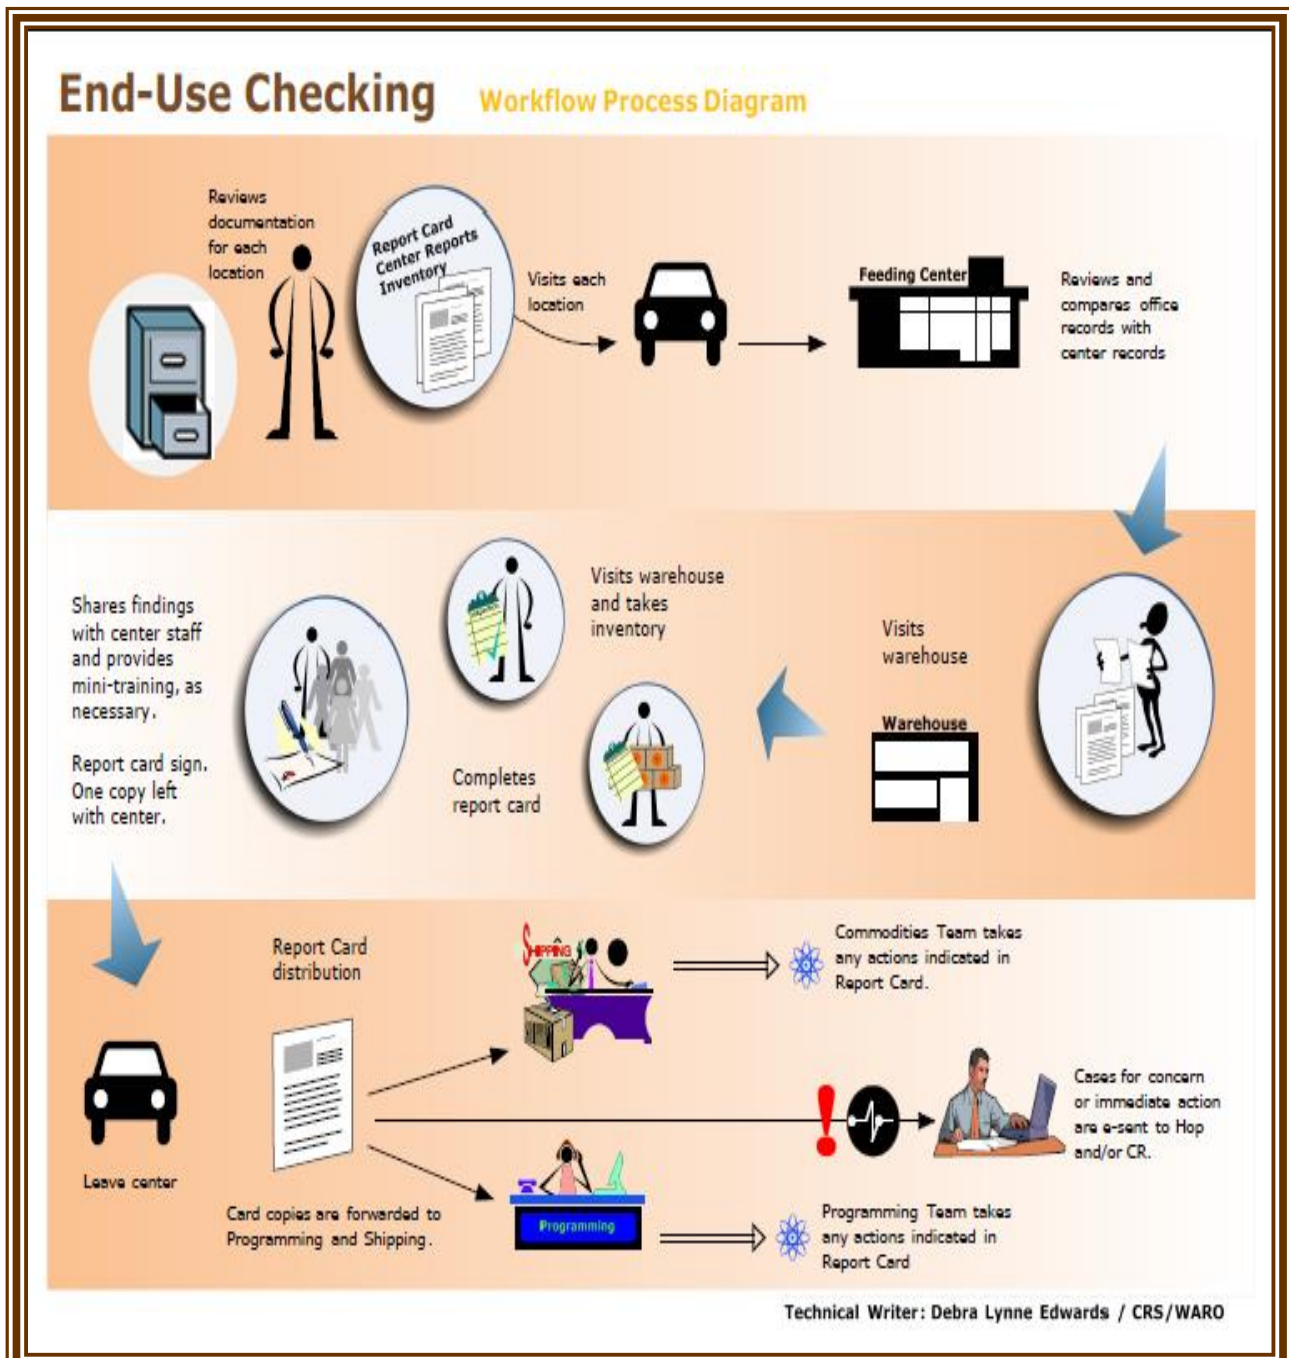 End-Use Checking Workflow Process Diagram
Reviews
documentation
for each
location
Report Card
Center Reports
Inventory
Visits each
location
Feeding Center
Reviews and
compares office
records with
center records
Shares findings
with center staff
and provides
mini-training, as
necessary.
Report card sign.
One copy left
with center.
Visits warehouse
and takes
inventory
Completes
report card
Visits
warehouse
Warehouse
Leave center
Report Card
distribution
Card copies are forwarded to
Programming and Shipping.
SHIPPING
Commodities Team takes
any actions indicated in
Report Card.
Cases for concern
or immediate action
are e-sent to Hop
and/or CR.
Programming
Programming Team takes
any actions indicated in
Report Card
Technical Writer: Debra Lynne Edwards / CRS/WARO